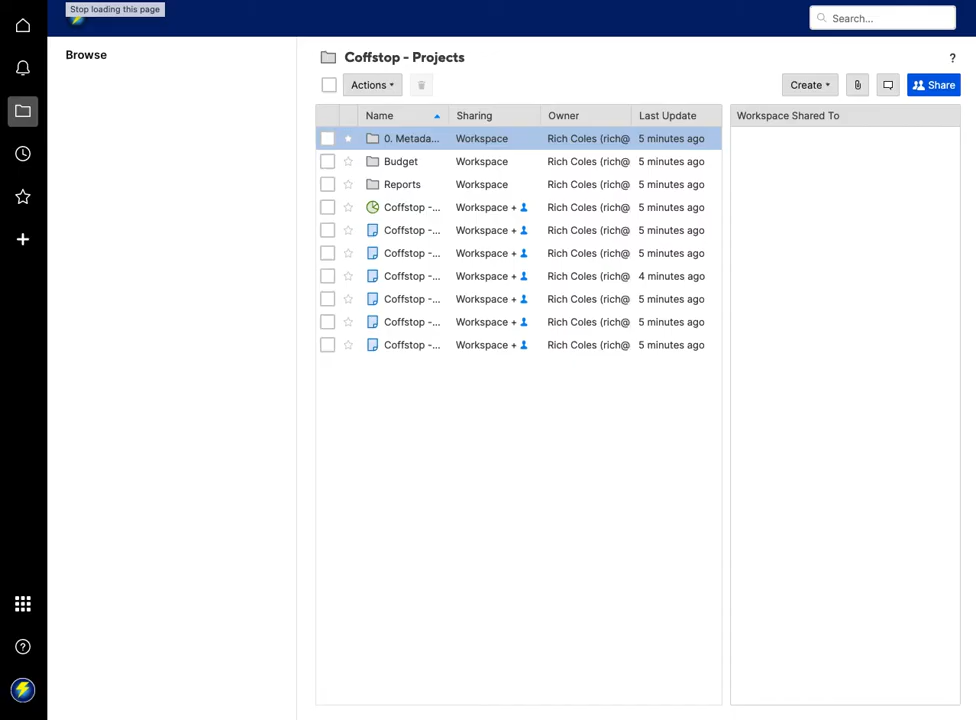 Stop loading this page
Search...
Browse
Coffstop - Projects
?
Actions
Create
Share
Name Sharing Owner Last Update
Workspace Shared To
0. Metada... Workspace Rich Coles (rich@ 5 minutes ago
Budget Workspace Rich Coles (rich@ 5 minutes ago
Reports Workspace Rich Coles (rich@ 5 minutes ago
Coffstop -... Workspace + Rich Coles (rich@ 5 minutes ago
Coffstop -... Workspace + Rich Coles (rich@ 5 minutes ago
Coffstop -... Workspace + Rich Coles (rich@ 5 minutes ago
Coffstop -... Workspace + Rich Coles (rich@ 4 minutes ago
Coffstop -... Workspace + Rich Coles (rich@ 5 minutes ago
Coffstop -... Workspace + Rich Coles (rich@ 5 minutes ago
Coffstop -... Workspace + Rich Coles (rich@ 5 minutes ago